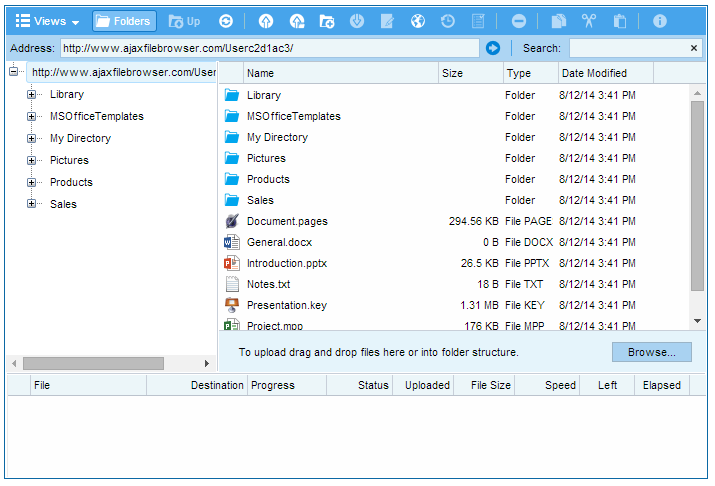 Views Folders Up
Address: http://www.ajaxfilebrowser.com/Userc2d1ac3/ Search:
http://www.ajaxfilebrowser.com/User
Library
MSOfficeTemplates
My Directory
Pictures
Products
Sales
Name Size Type Date Modified
Library Folder 8/12/14 3:41 PM
MSOfficeTemplates Folder 8/12/14 3:41 PM
My Directory Folder 8/12/14 3:41 PM
Pictures Folder 8/12/14 3:41 PM
Products Folder 8/12/14 3:41 PM
Sales Folder 8/12/14 3:41 PM
Document.pages 294.56 KB File PAGE 8/12/14 3:41 PM
General.docx 0 B File DOCX 8/12/14 3:41 PM
Introduction.pptx 26.5 KB File PPTX 8/12/14 3:41 PM
Notes.txt 18 B File TXT 8/12/14 3:41 PM
Presentation.key 1.31 MB File KEY 8/12/14 3:41 PM
Project.mpp 176 KB File MPP 8/12/14 3:41 PM
To upload drag and drop files here or into folder structure. Browse...
File Destination Progress Status Uploaded File Size Speed Left Elapsed